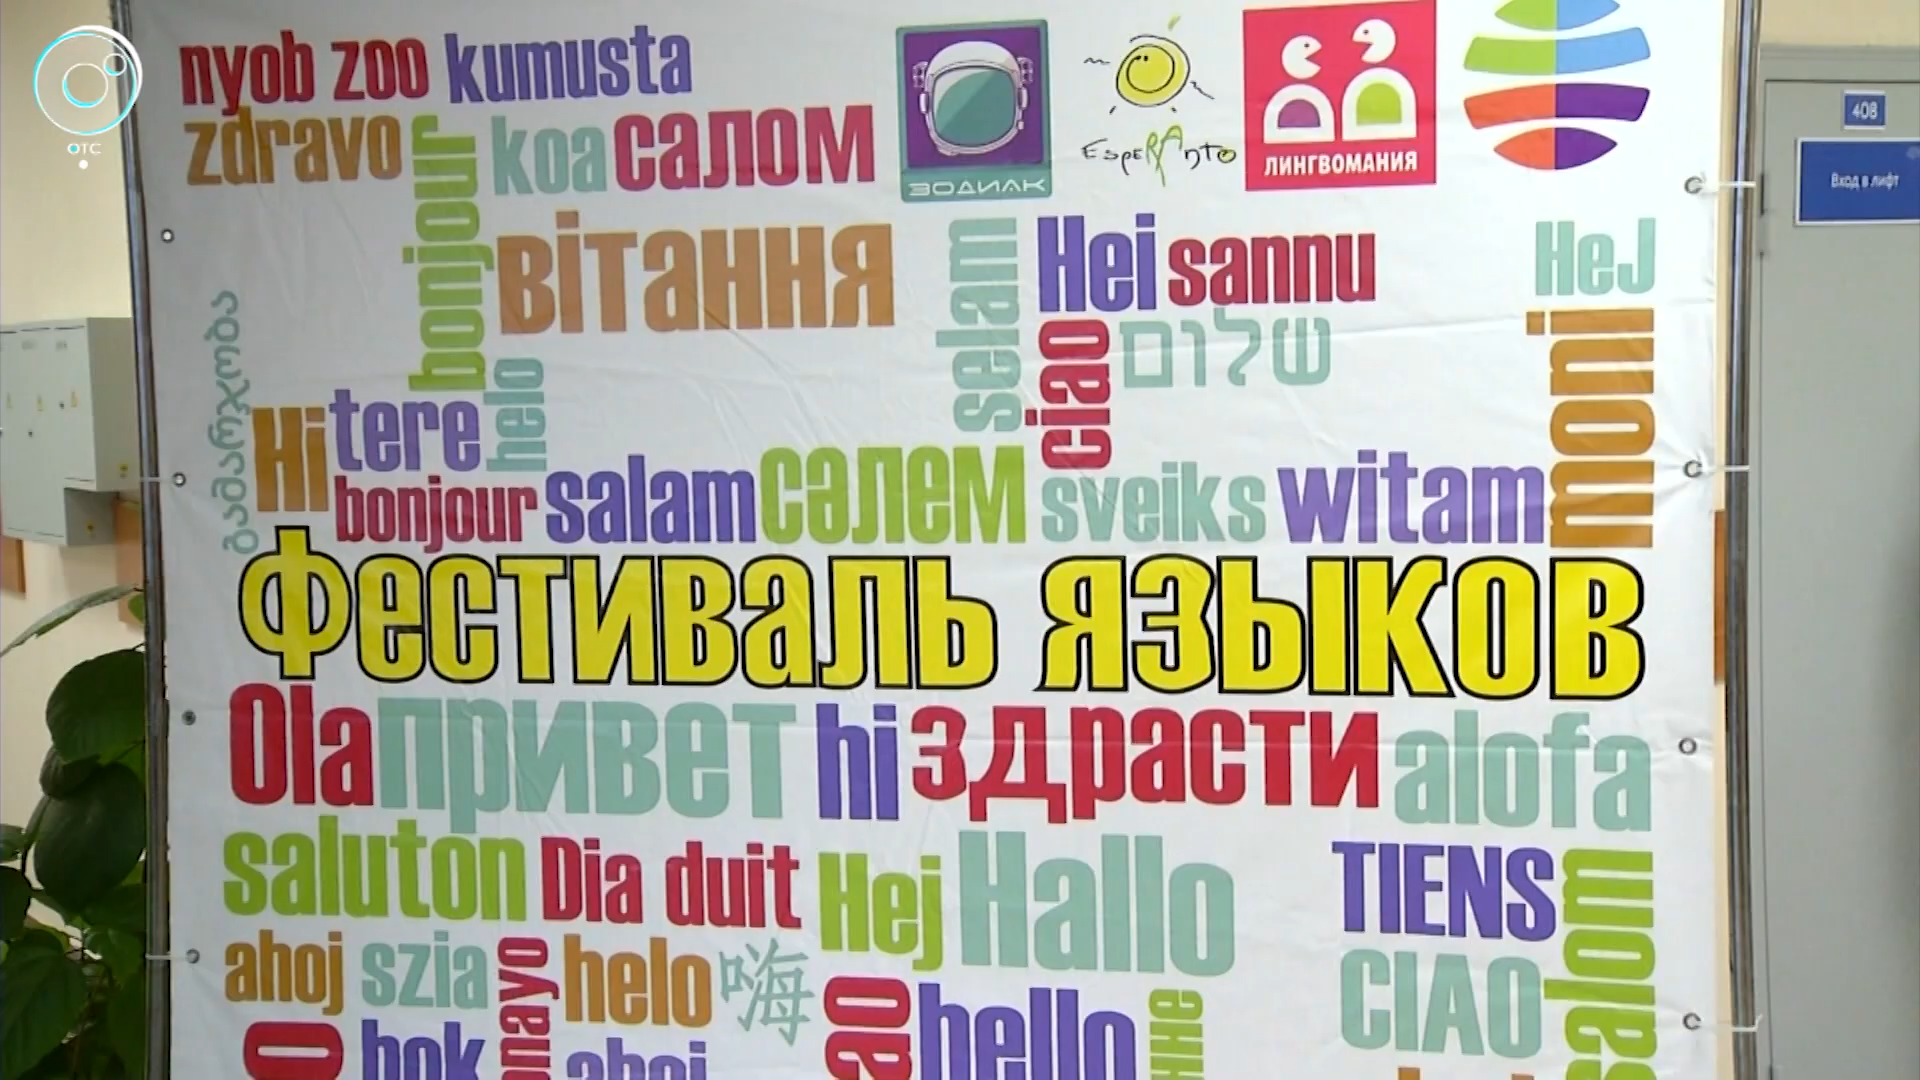 nyob zoo kumusta
zdravo
bonjour
koa
салом
ОТС
ЗОДИАК
EspeRAnto
ЛИНГВОМАНИЯ
408
Вход в лифт
вітання
selam
Hei sannu
HeJ
ciao
שלום
moni
გამარჯობა
Hi
tere
helo
bonjour
salam
сәлем
sveiks
witam
Фестиваль языков
Ola
привет
hi
здрасти
alofa
saluton
Dia duit
Hej
Hallo
TIENS
salom
ahoj
szia
helo
嗨
CIAO
hello